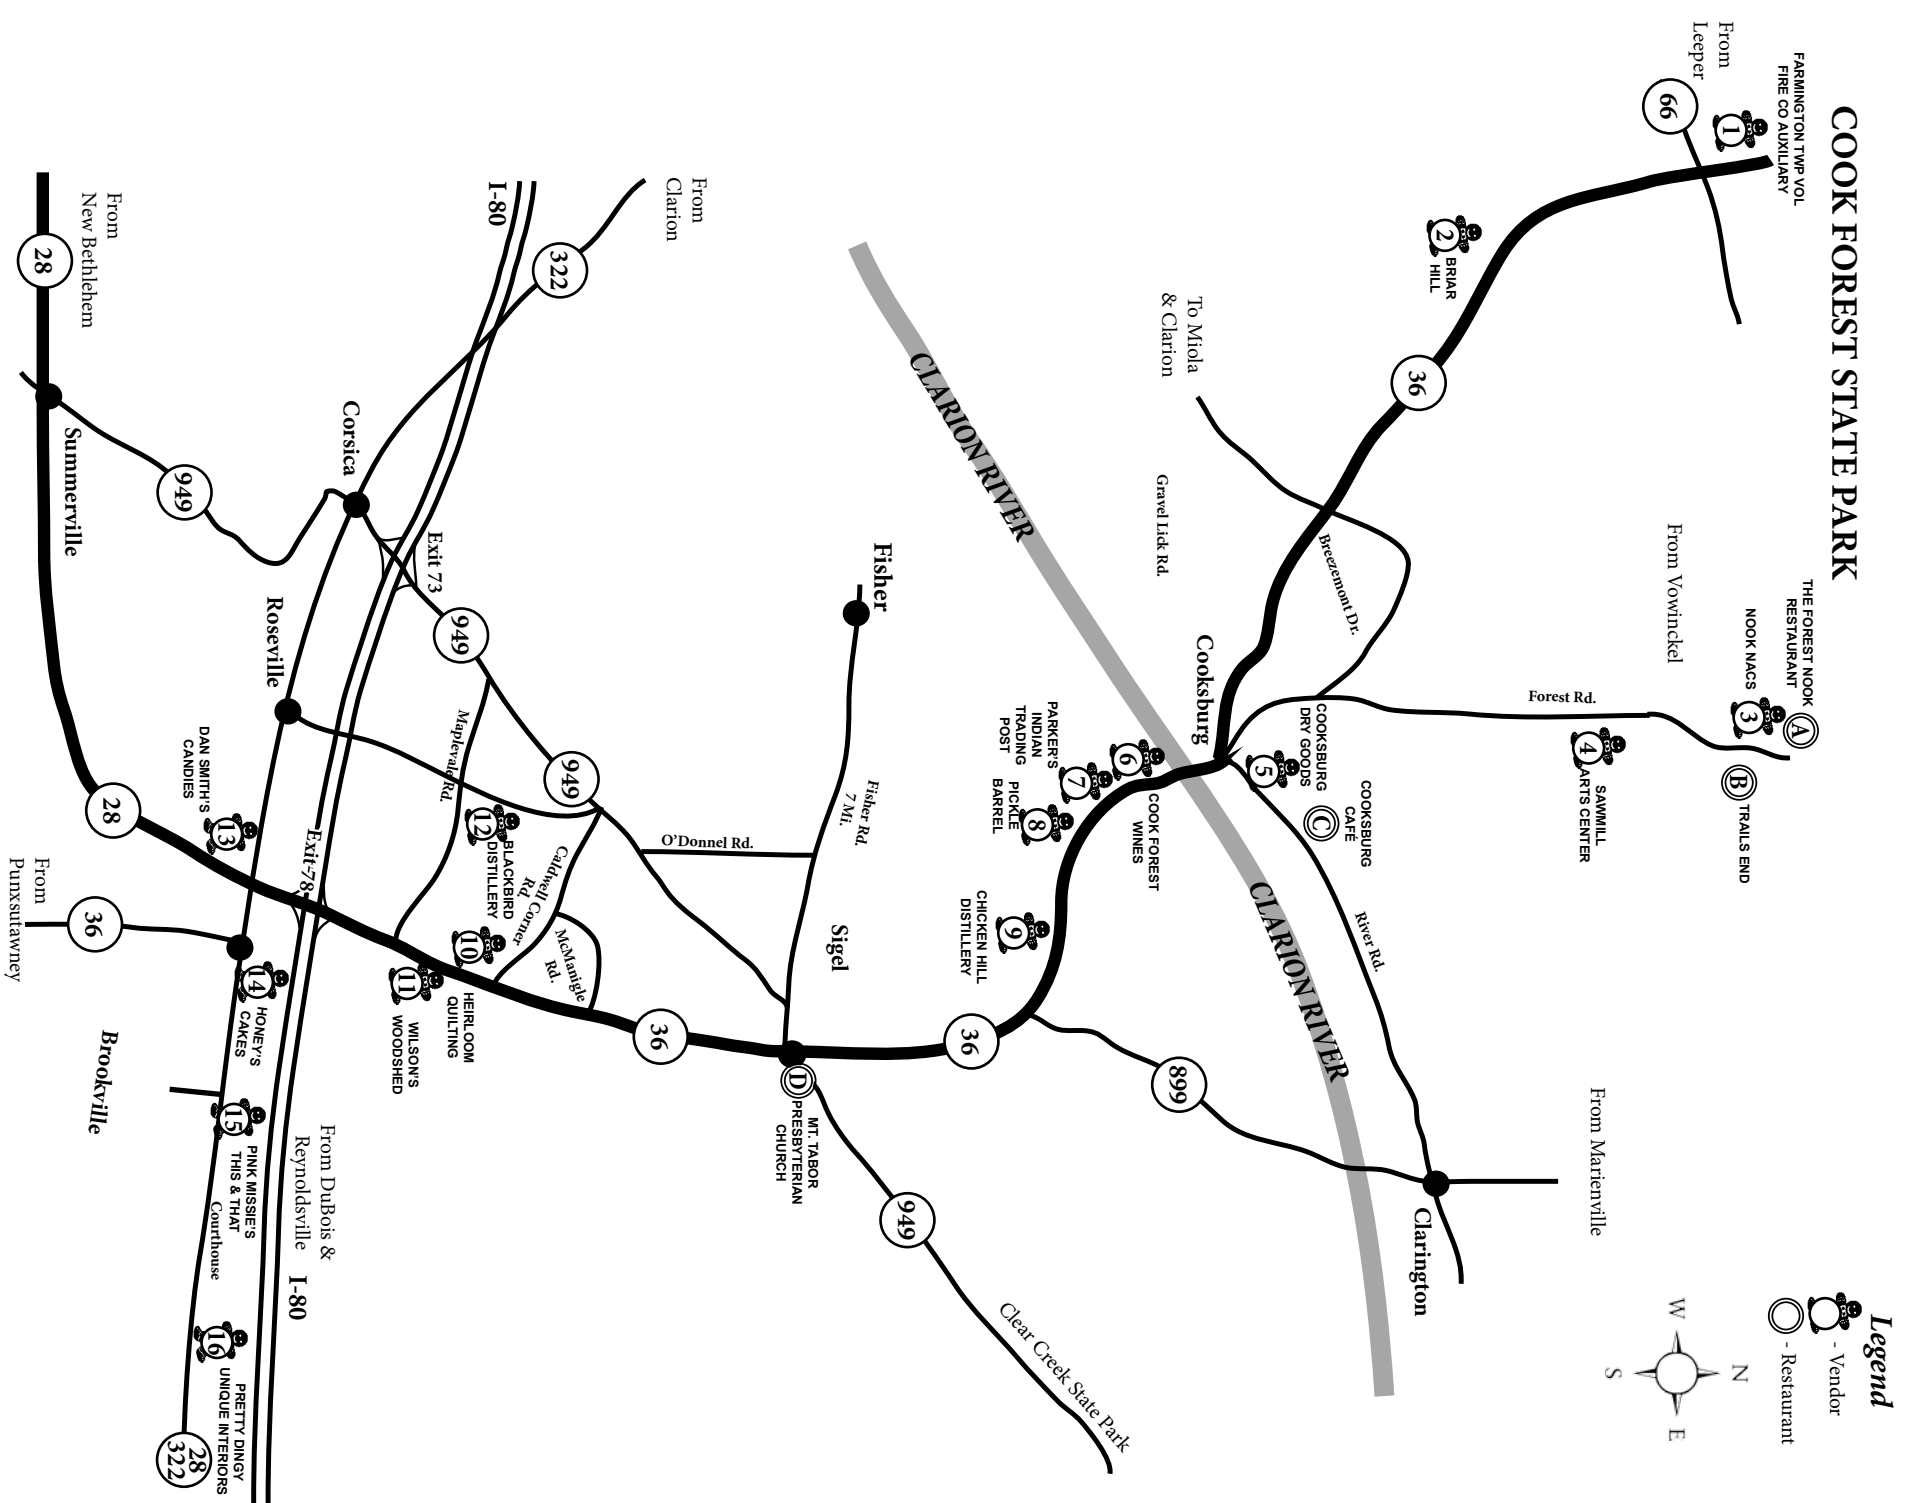 COOK FOREST STATE PARK
Legend
- Vendor
- Restaurant
N
W
E
S
FARMINGTON TWP VOL
FIRE CO AUXILIARY
1
From
Leeper
66
2
BRIAR
HILL
36
From Vowinckel
THE FOREST NOOK
RESTAURANT
A
NOOK NACS
3
B
TRAILS END
4
SAWMILL
ARTS CENTER
Forest Rd.
From Marienville
To Miola
& Clarion
Gravel Lick Rd.
Breezemont Dr.
Cooksburg
COOKSBURG
DRY GOODS
5
COOKSBURG
CAFÉ
C
River Rd.
Clarington
CLARION RIVER
CLARION RIVER
6
COOK FOREST
WINES
PARKER'S
INDIAN
TRADING
POST
7
PICKLE
BARREL
8
CHICKEN HILL
DISTILLERY
9
36
899
Fisher
Fisher Rd.
7 Mi.
Sigel
D
MT. TABOR
PRESBYTERIAN
CHURCH
949
Clear Creek State Park
O'Donnel Rd.
36
From
Clarion
322
I-80
949
949
Exit 73
Maplevale Rd.
Caldwell Corner
Rd.
McManigle
Rd.
12
BLACKBIRD
DISTILLERY
10
HEIRLOOM
QUILTING
11
WILSON'S
WOODSHED
Corsica
Roseville
Exit 78
From DuBois &
Reynoldsville
I-80
DAN SMITH'S
CANDIES
13
14
HONEY'S
CAKES
15
PINK MISSIE'S
THIS & THAT
Courthouse
16
PRETTY DINGY
UNIQUE INTERIORS
28
322
949
Brookville
From
New Bethlehem
28
Summerville
28
36
From
Punxsutawney